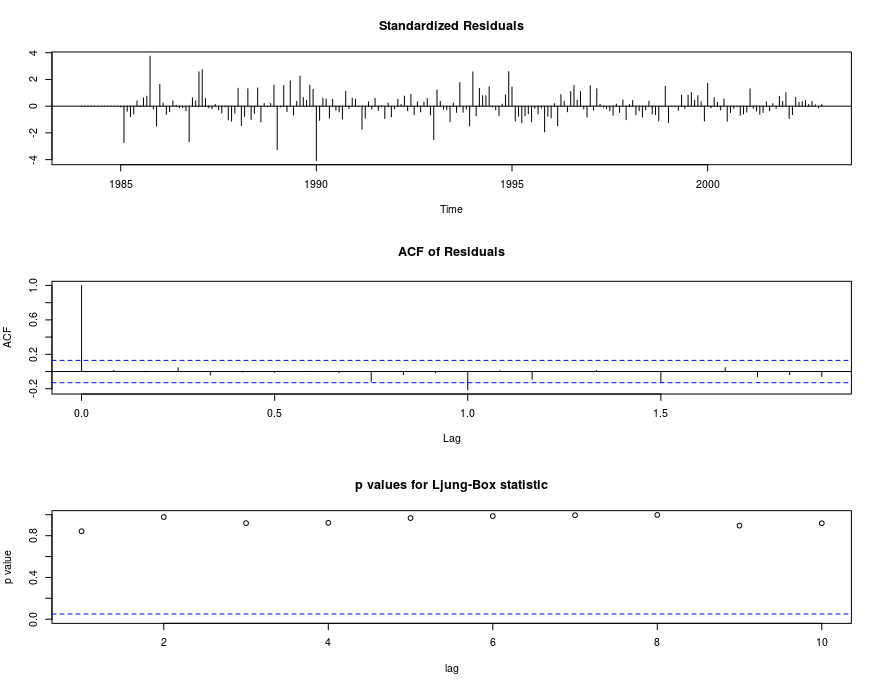 Standardized Residuals
4
2
0
-2
-4
1985 1990 1995 2000
Time
ACF of Residuals
ACF
1.0
0.6
0.2
-0.2
0.0 0.5 1.0 1.5
Lag
p values for Ljung-Box statistic
p value
0.8
0.4
0.0
2 4 6 8 10
lag